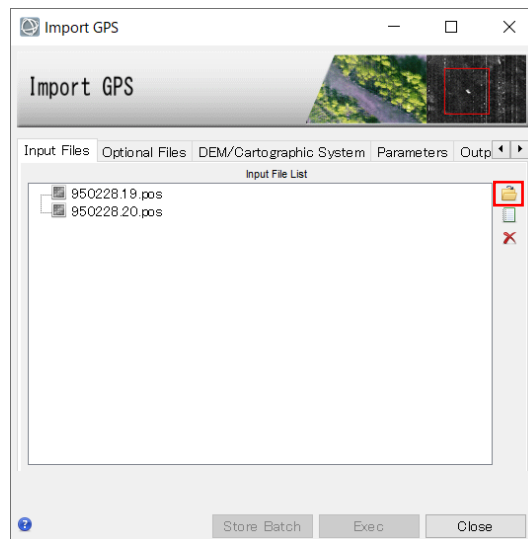 Import GPS
Import GPS
Input Files Optional Files DEM/Cartographic System Parameters Outp
Input File List
950228.19.pos
950228.20.pos
Store Batch Exec Close